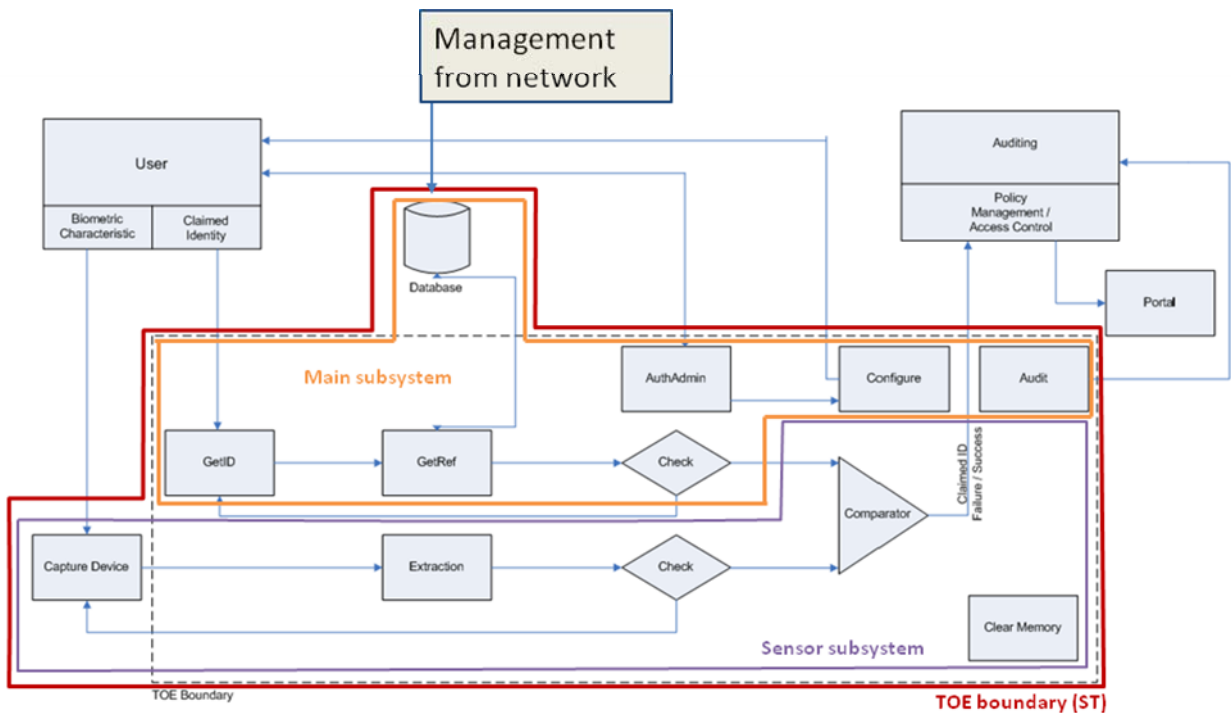 Management
from network
User
Biometric
Characteristic
Claimed
Identity
Auditing
Policy
Management /
Access Control
Portal
Database
Main subsystem
AuthAdmin
Configure
Audit
GetID
GetRef
Check
Comparator
Claimed ID
Failure / Success
Capture Device
Extraction
Check
Clear Memory
Sensor subsystem
TOE Boundary
TOE boundary (ST)